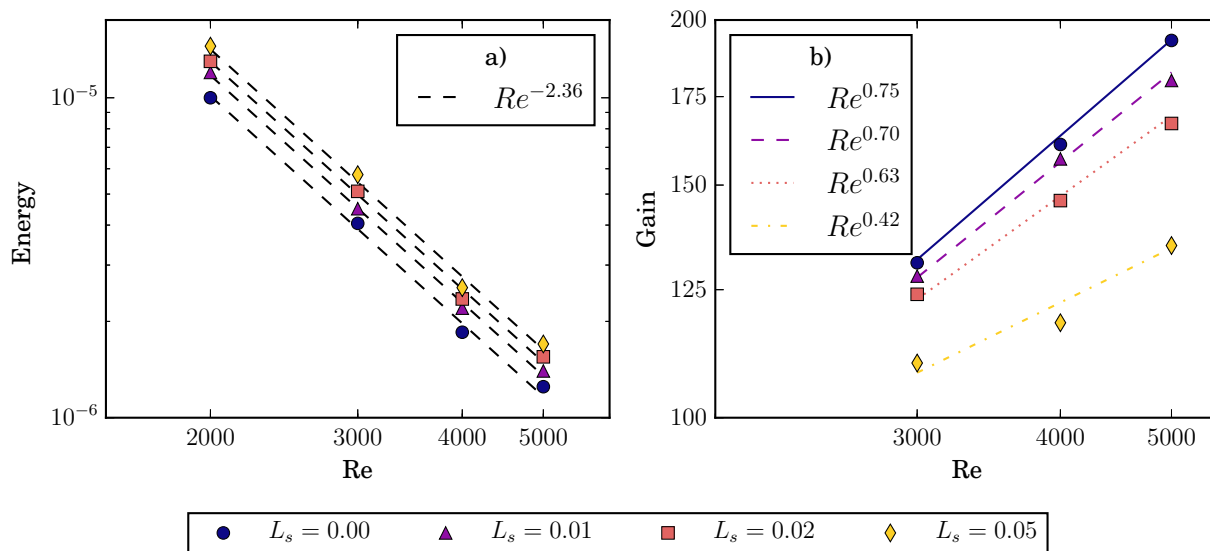 a)
Re^{-2.36}
Energy
10^{-5}
10^{-6}
2000 3000 4000 5000
Re
b)
Re^{0.75}
Re^{0.70}
Re^{0.63}
Re^{0.42}
Gain
200
175
150
125
100
3000 4000 5000
Re
L_s = 0.00 L_s = 0.01 L_s = 0.02 L_s = 0.05